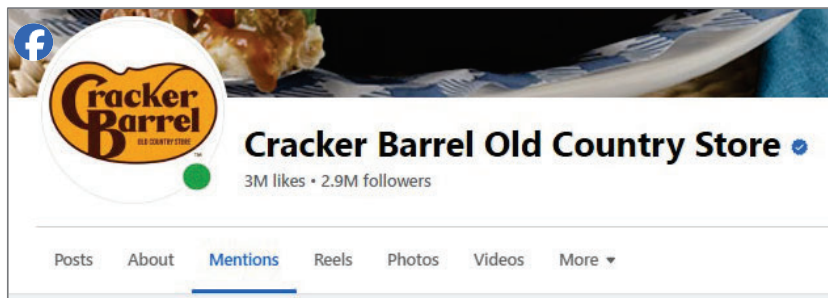 f
Cracker
Barrel
OLD COUNTRY STORE
TM
Cracker Barrel Old Country Store
3M likes • 2.9M followers
Posts About Mentions Reels Photos Videos More